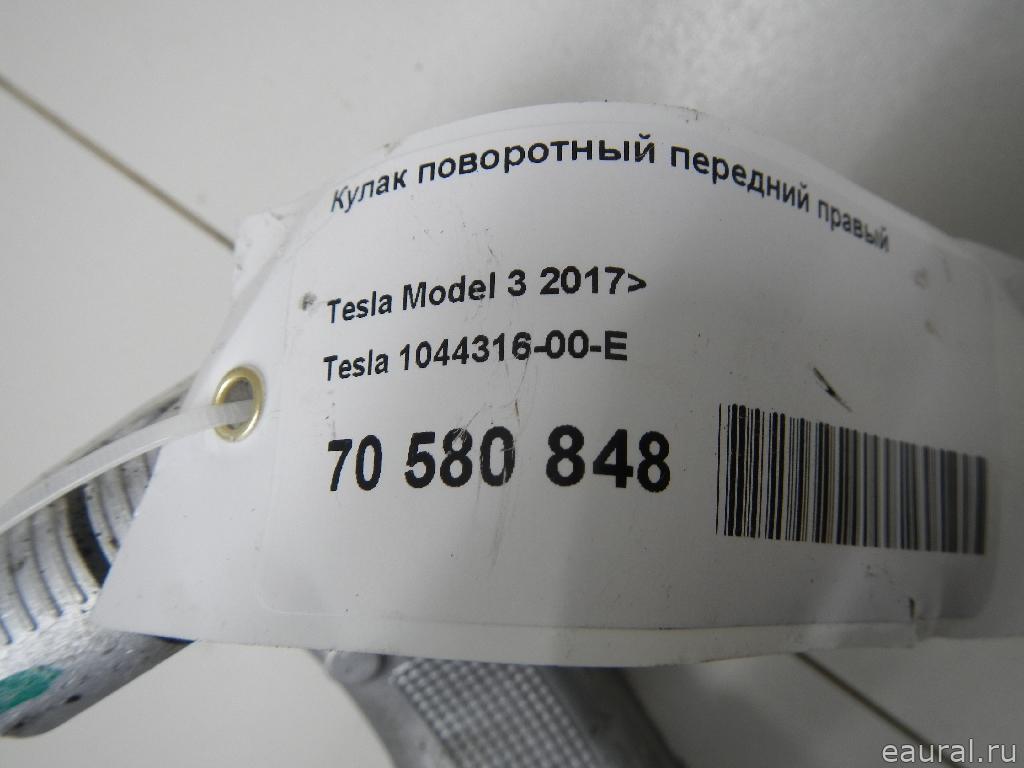 Кулак поворотный передний правый
Tesla Model 3 2017>
Tesla 1044316-00-E
70 580 848
eaural.ru